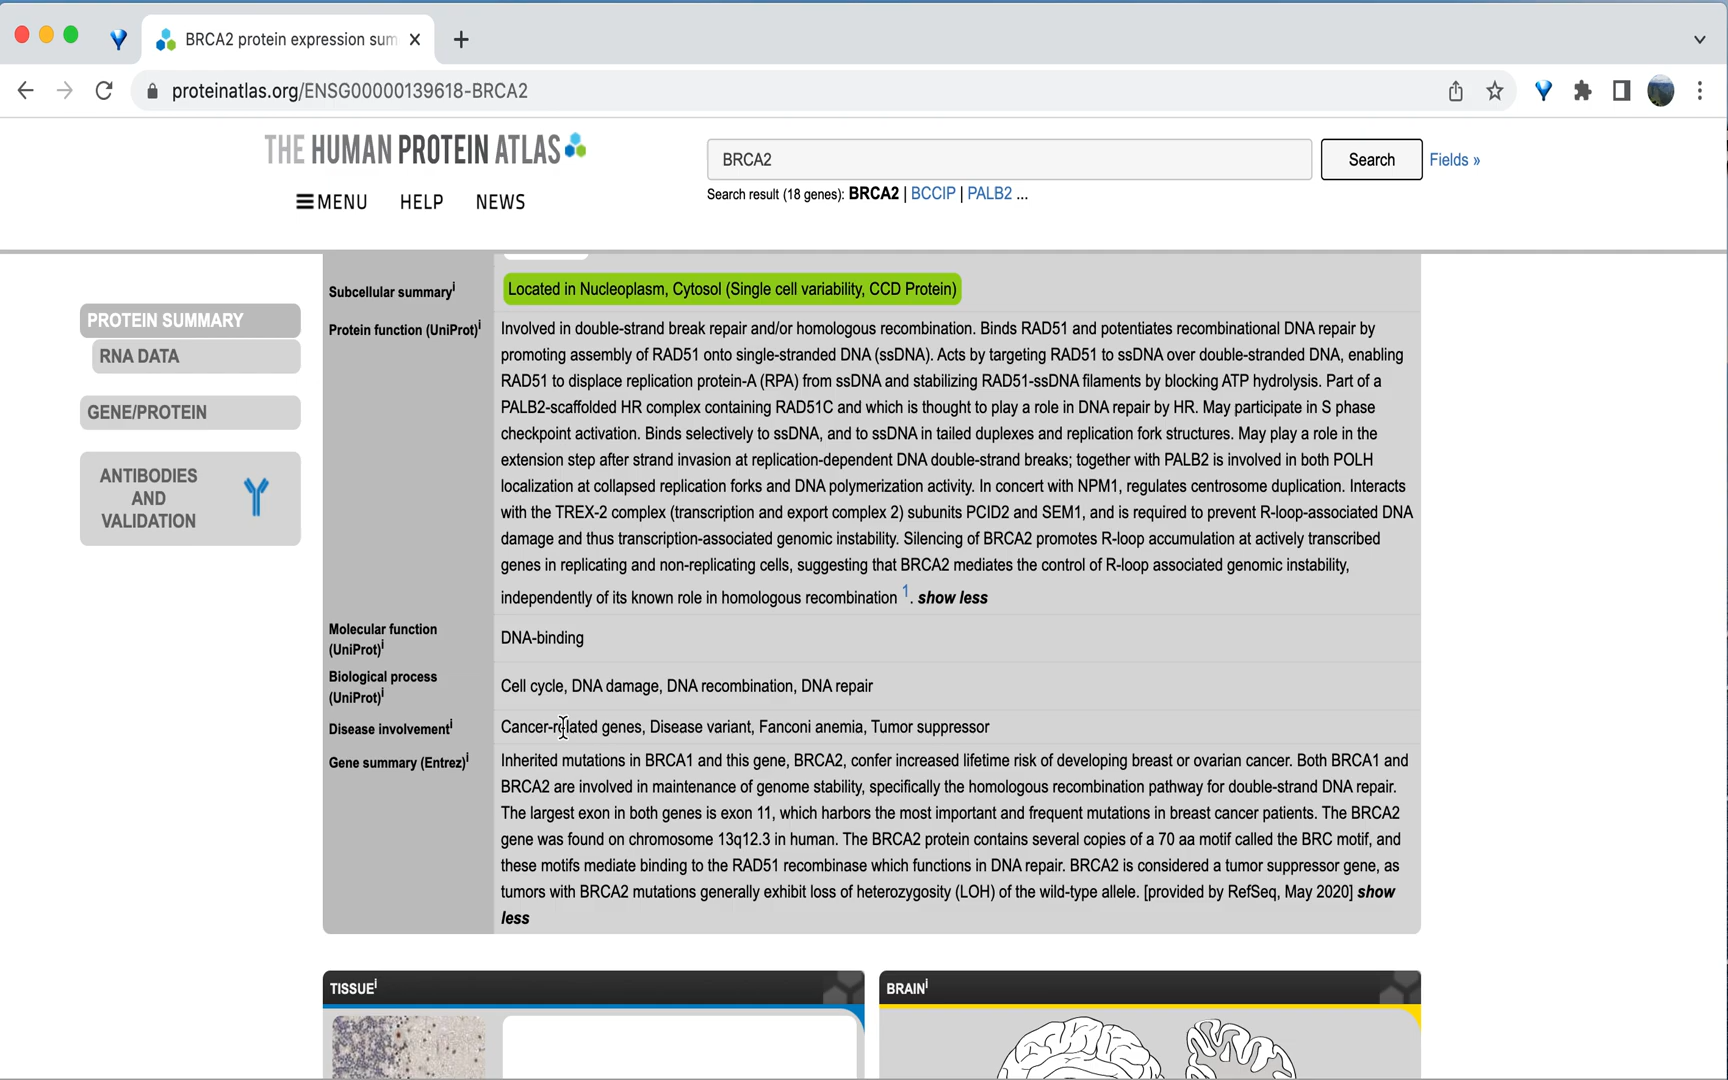 BRCA2 protein expression sum
proteinatlas.org/ENSG00000139618-BRCA2
THE HUMAN PROTEIN ATLAS
MENU HELP NEWS
BRCA2
Search
Fields »
Search result (18 genes): BRCA2 | BCCIP | PALB2 ...
PROTEIN SUMMARY
RNA DATA
GENE/PROTEIN
ANTIBODIES
AND
VALIDATION
Subcellular summaryi
Located in Nucleoplasm, Cytosol (Single cell variability, CCD Protein)
Protein function (UniProt)i
Involved in double-strand break repair and/or homologous recombination. Binds RAD51 and potentiates recombinational DNA repair by
promoting assembly of RAD51 onto single-stranded DNA (ssDNA). Acts by targeting RAD51 to ssDNA over double-stranded DNA, enabling
RAD51 to displace replication protein-A (RPA) from ssDNA and stabilizing RAD51-ssDNA filaments by blocking ATP hydrolysis. Part of a
PALB2-scaffolded HR complex containing RAD51C and which is thought to play a role in DNA repair by HR. May participate in S phase
checkpoint activation. Binds selectively to ssDNA, and to ssDNA in tailed duplexes and replication fork structures. May play a role in the
extension step after strand invasion at replication-dependent DNA double-strand breaks; together with PALB2 is involved in both POLH
localization at collapsed replication forks and DNA polymerization activity. In concert with NPM1, regulates centrosome duplication. Interacts
with the TREX-2 complex (transcription and export complex 2) subunits PCID2 and SEM1, and is required to prevent R-loop-associated DNA
damage and thus transcription-associated genomic instability. Silencing of BRCA2 promotes R-loop accumulation at actively transcribed
genes in replicating and non-replicating cells, suggesting that BRCA2 mediates the control of R-loop associated genomic instability,
independently of its known role in homologous recombination 1. show less
Molecular function
(UniProt)i
DNA-binding
Biological process
(UniProt)i
Cell cycle, DNA damage, DNA recombination, DNA repair
Disease involvementi
Cancer-related genes, Disease variant, Fanconi anemia, Tumor suppressor
Gene summary (Entrez)i
Inherited mutations in BRCA1 and this gene, BRCA2, confer increased lifetime risk of developing breast or ovarian cancer. Both BRCA1 and
BRCA2 are involved in maintenance of genome stability, specifically the homologous recombination pathway for double-strand DNA repair.
The largest exon in both genes is exon 11, which harbors the most important and frequent mutations in breast cancer patients. The BRCA2
gene was found on chromosome 13q12.3 in human. The BRCA2 protein contains several copies of a 70 aa motif called the BRC motif, and
these motifs mediate binding to the RAD51 recombinase which functions in DNA repair. BRCA2 is considered a tumor suppressor gene, as
tumors with BRCA2 mutations generally exhibit loss of heterozygosity (LOH) of the wild-type allele. [provided by RefSeq, May 2020] show
less
TISSUEi
BRAINi